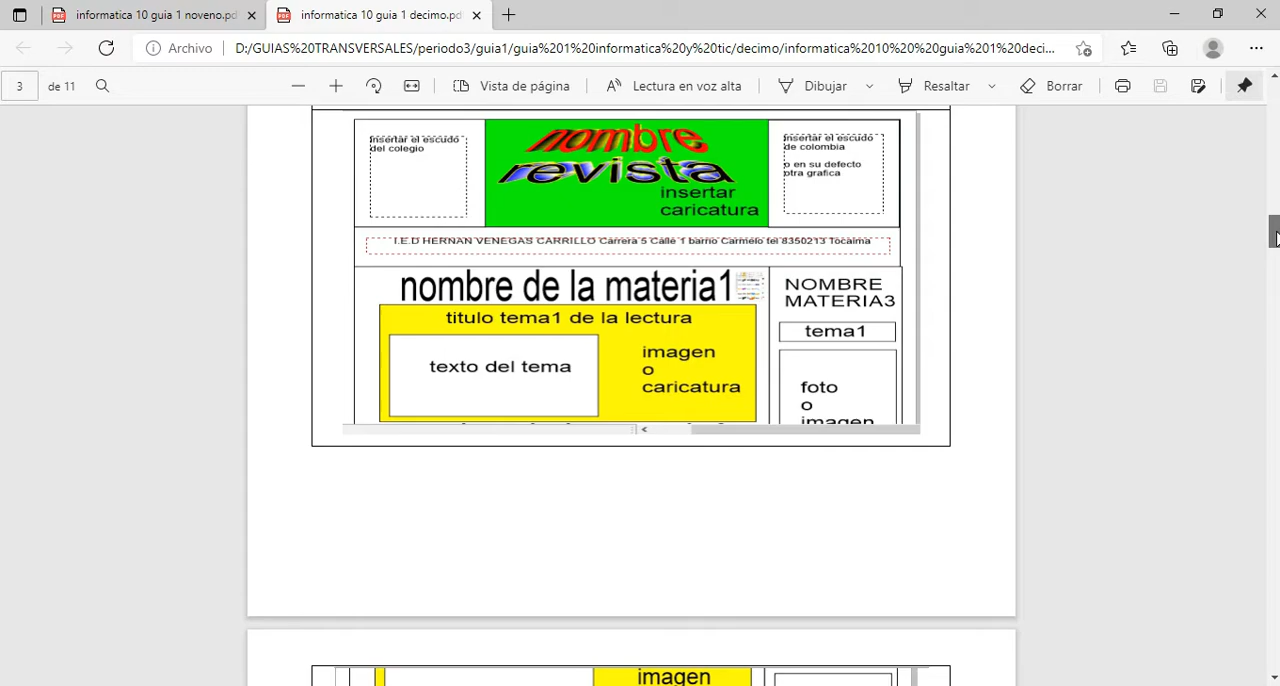 informatica 10 guia 1 noveno.pd
informatica 10 guia 1 decimo.pd
Archivo
D:/GUIAS%20TRANSVERSALES/periodo3/guia1/guia%201%20informatica%20y%20tic/decimo/informatica%2010%20%20guia%201%20deci...
3
de 11
Vista de página
Lectura en voz alta
Dibujar
Resaltar
Borrar
insertar el escudo
del colegio
nombre
revista
insertar
caricatura
insertar el escudo
de colombia
o en su defecto
otra grafica
I.E.D HERNAN VENEGAS CARRILLO Carrera 5 Calle 1 barrio Carmelo tel 8350213 Tocaima
nombre de la materia1
titulo tema1 de la lectura
texto del tema
imagen
o
caricatura
NOMBRE
MATERIA3
tema1
foto
o
imagen
imagen